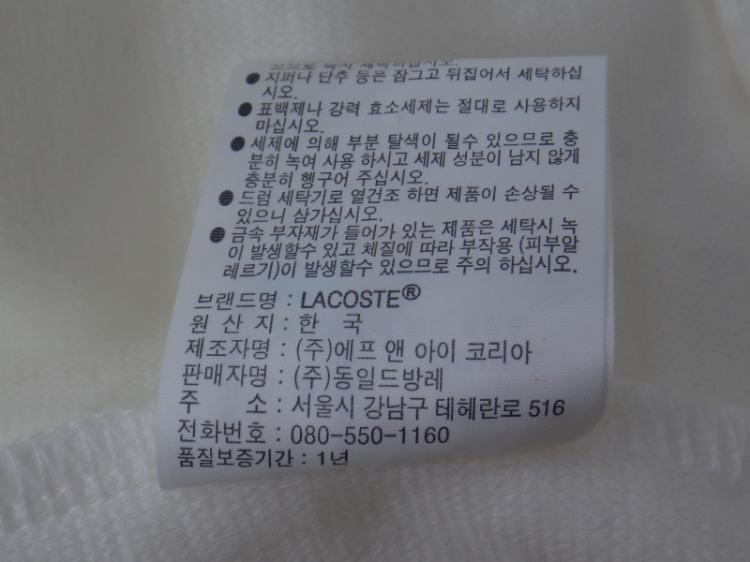 ● 지퍼나 단추 등은 잠그고 뒤집어서 세탁하십
시오.
● 표백제나 강력 효소세제는 절대로 사용하지
마십시오.
● 세제에 의해 부분 탈색이 될수 있으므로 충
분히 녹여 사용 하시고 세제 성분이 남지 않게
충분히 헹구어 주십시오.
● 드럼 세탁기로 열건조 하면 제품이 손상될 수
있으니 삼가십시오.
● 금속 부자재가 들어가 있는 제품은 세탁시 녹
이 발생할수 있고 체질에 따라 부작용 (피부알
레르기)이 발생할수 있으므로 주의 하십시오.
브랜드명 : LACOSTE®
원 산 지 : 한 국
제조자명 : (주)에프 앤 아이 코리아
판매자명 : (주)동일드방레
주 소 : 서울시 강남구 테헤란로 516
전화번호 : 080-550-1160
품질보증기간 : 1년